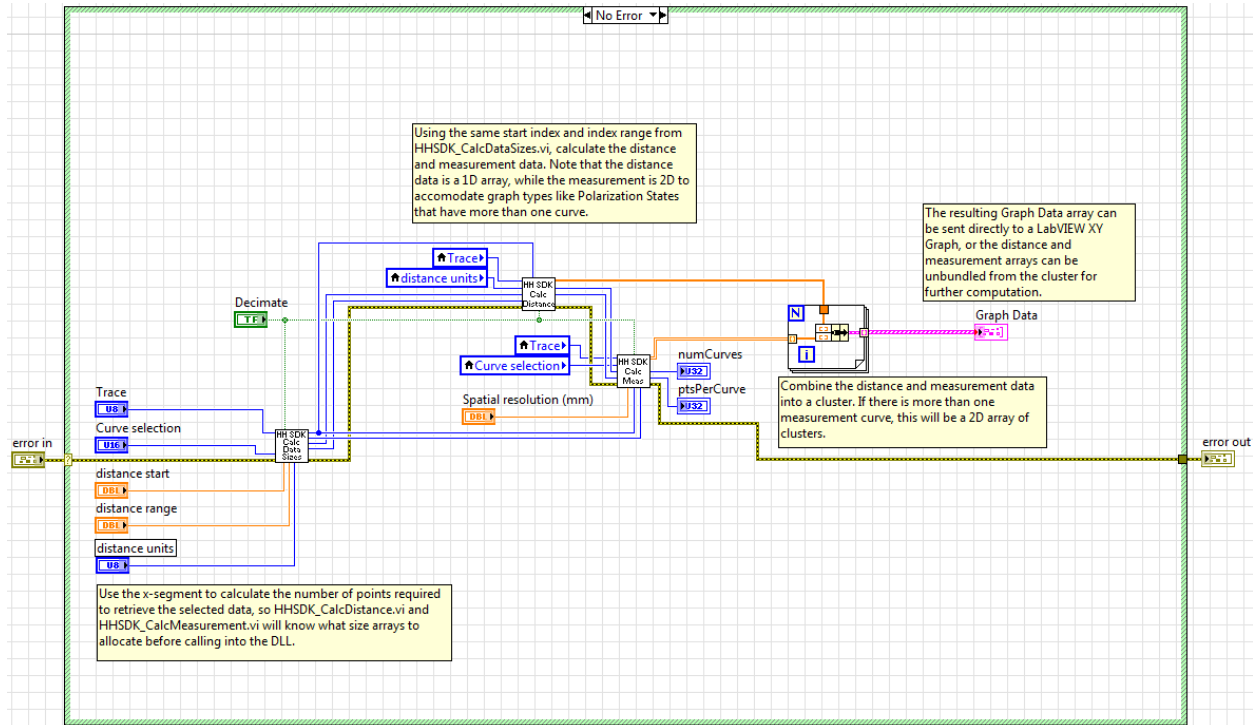 No Error
Using the same start index and index range from
HHSDK_CalcDataSizes.vi, calculate the distance
and measurement data. Note that the distance
data is a 1D array, while the measurement is 2D to
accomodate graph types like Polarization States
that have more than one curve.
The resulting Graph Data array can
be sent directly to a LabVIEW XY
Graph, or the distance and
measurement arrays can be
unbundled from the cluster for
further computation.
Trace
distance units
HH SDK
Calc
Distance
Decimate
TF
N
i
Graph Data
Trace
Curve selection
HH SDK
Calc
Meas
numCurves
U32
ptsPerCurve
U32
Spatial resolution (mm)
DBL
Combine the distance and measurement data
into a cluster. If there is more than one
measurement curve, this will be a 2D array of
clusters.
Trace
U8
Curve selection
U16
HH SDK
Calc
Data
Sizes
error in
error out
distance start
DBL
distance range
DBL
distance units
U8
Use the x-segment to calculate the number of points required
to retrieve the selected data, so HHSDK_CalcDistance.vi and
HHSDK_CalcMeasurement.vi will know what size arrays to
allocate before calling into the DLL.